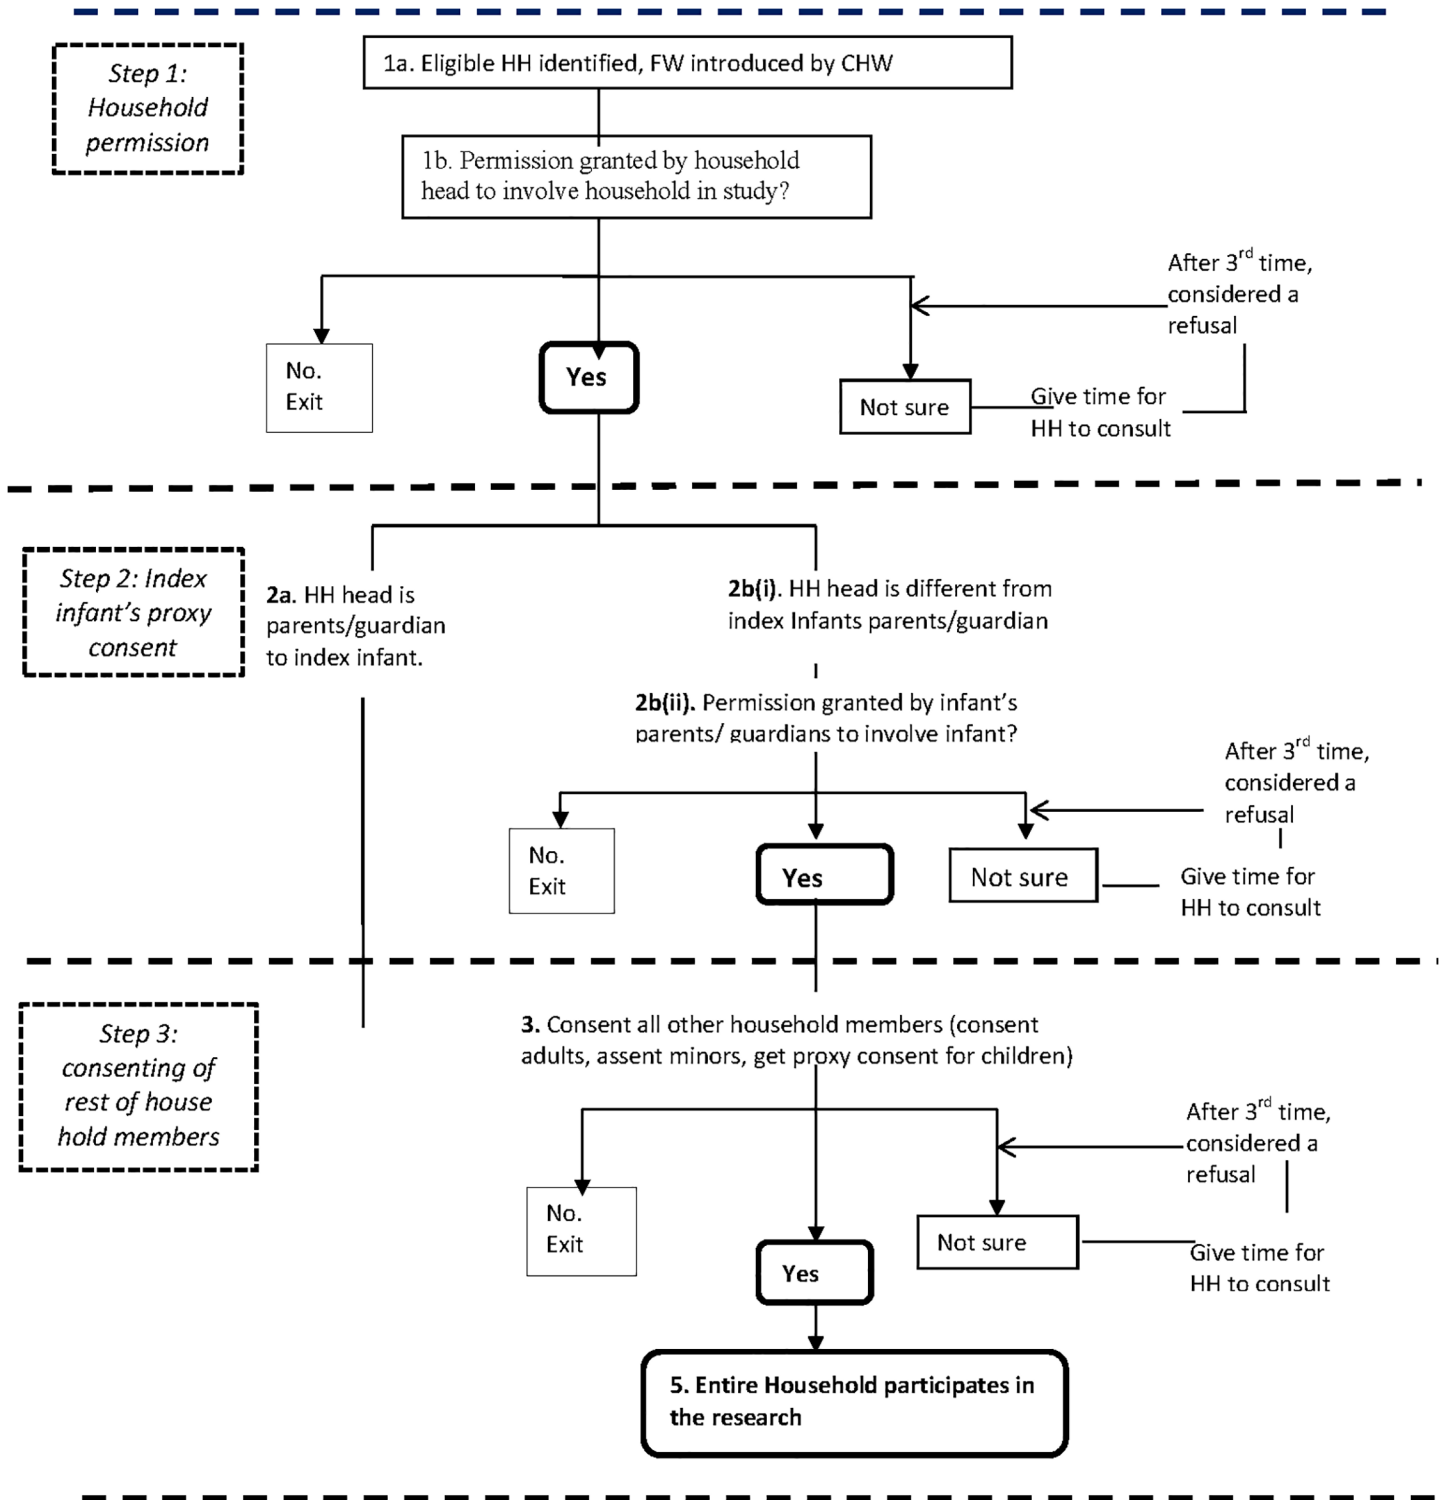 Step 1:
Household
permission
1a. Eligible HH identified, FW introduced by CHW
1b. Permission granted by household
head to involve household in study?
No.
Exit
Yes
Not sure
Give time for
HH to consult
After 3rd time,
considered a
refusal
Step 2: Index
infant’s proxy
consent
2a. HH head is
parents/guardian
to index infant.
2b(i). HH head is different from
index Infants parents/guardian
2b(ii). Permission granted by infant’s
parents/ guardians to involve infant?
No.
Exit
Yes
Not sure
Give time for
HH to consult
After 3rd time,
considered a
refusal
Step 3:
consenting of
rest of house
hold members
3. Consent all other household members (consent
adults, assent minors, get proxy consent for children)
No.
Exit
Yes
Not sure
Give time for
HH to consult
After 3rd time,
considered a
refusal
5. Entire Household participates in
the research